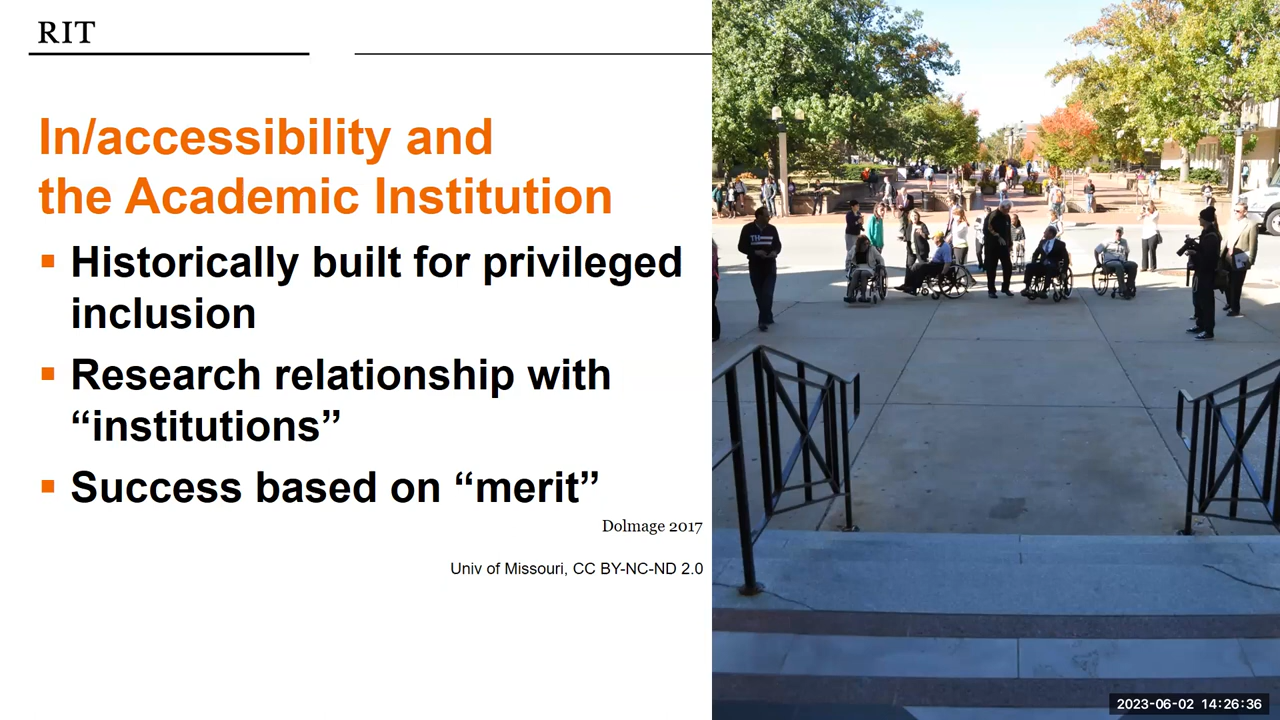 RIT
In/accessibility and
the Academic Institution
Historically built for privileged
inclusion
Research relationship with
“institutions”
Success based on “merit”
Dolmage 2017
Univ of Missouri, CC BY-NC-ND 2.0
2023-06-02 14:26:36